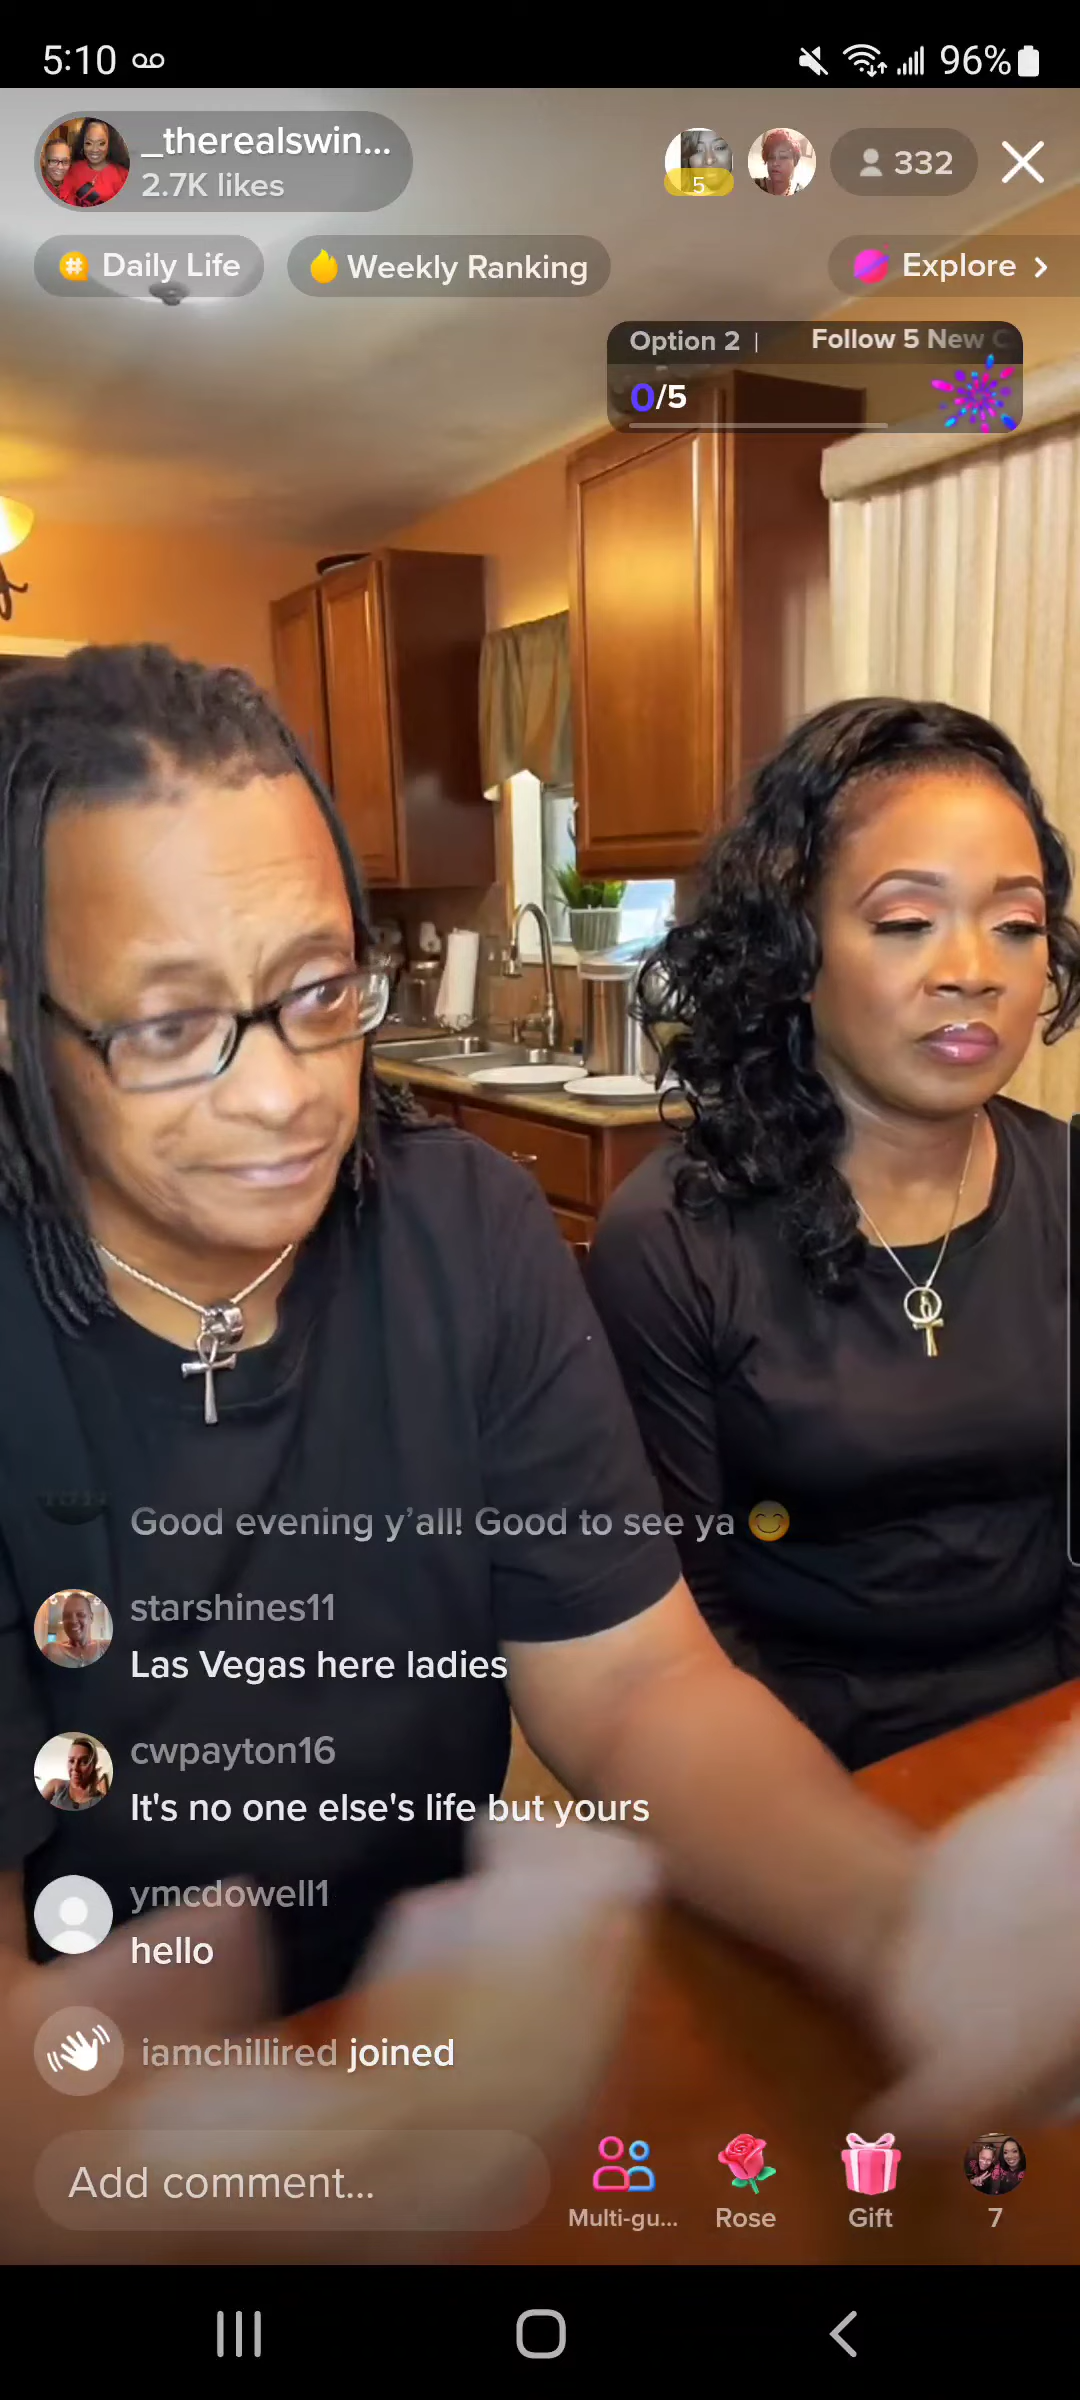 5:10 96%
_therealswin...
2.7K likes
5
332
Daily Life
Weekly Ranking
Explore
Option 2 | Follow 5 New C
0/5
Good evening y’all! Good to see ya 😊
starshines11
Las Vegas here ladies
cwpayton16
It's no one else's life but yours
ymcdowell1
hello
iamchillired joined
Add comment...
Multi-gu...
Rose
Gift
7